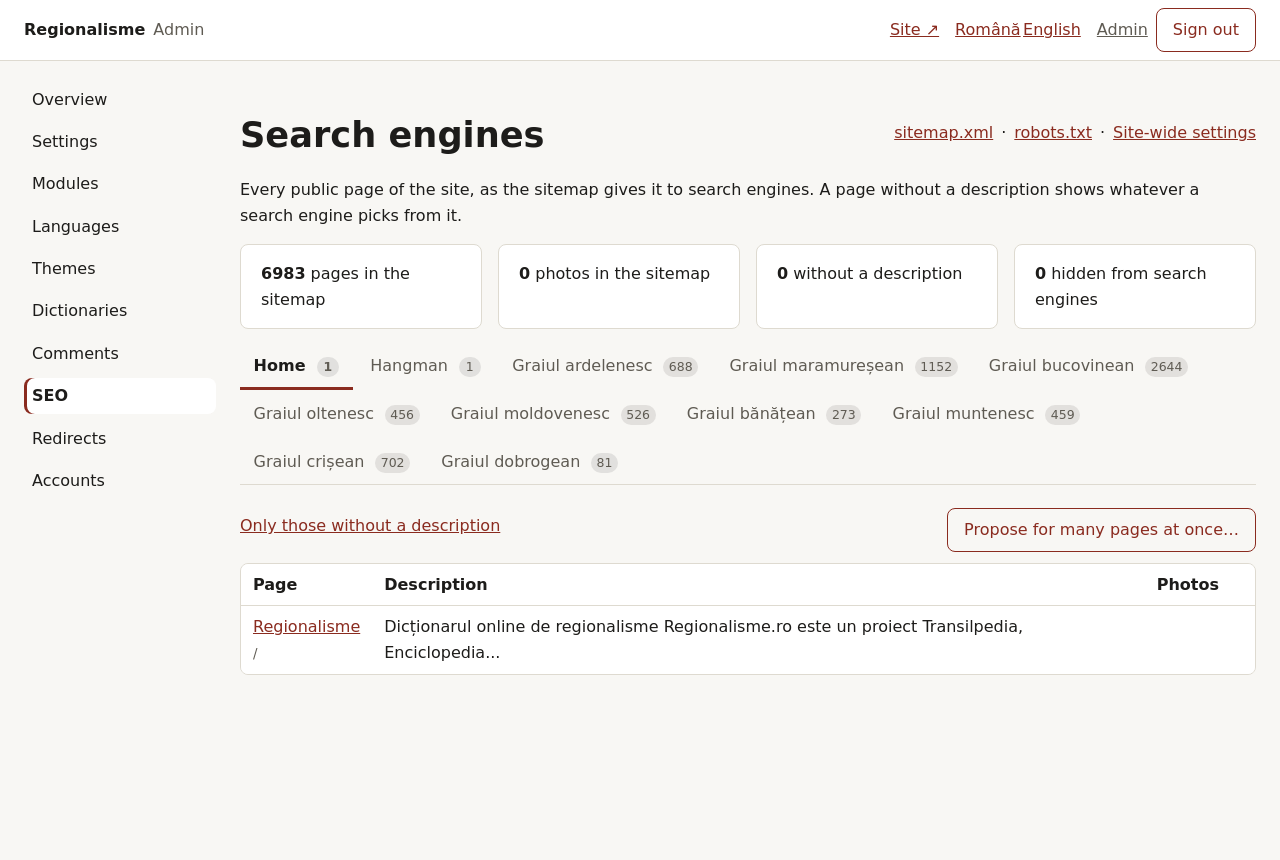 Regionalisme Admin
Site ↗ Română English Admin Sign out
Overview
Settings
Modules
Languages
Themes
Dictionaries
Comments
SEO
Redirects
Accounts
Search engines
sitemap.xml · robots.txt · Site-wide settings
Every public page of the site, as the sitemap gives it to search engines. A page without a description shows whatever a
search engine picks from it.
6983 pages in the
sitemap
0 photos in the sitemap
0 without a description
0 hidden from search
engines
Home 1 Hangman 1 Graiul ardelenesc 688 Graiul maramureșean 1152 Graiul bucovinean 2644
Graiul oltenesc 456 Graiul moldovenesc 526 Graiul bănățean 273 Graiul muntenesc 459
Graiul crișean 702 Graiul dobrogean 81
Only those without a description
Propose for many pages at once...
Page Description Photos
Regionalisme Dicționarul online de regionalisme Regionalisme.ro este un proiect Transilpedia,
/ Enciclopedia...